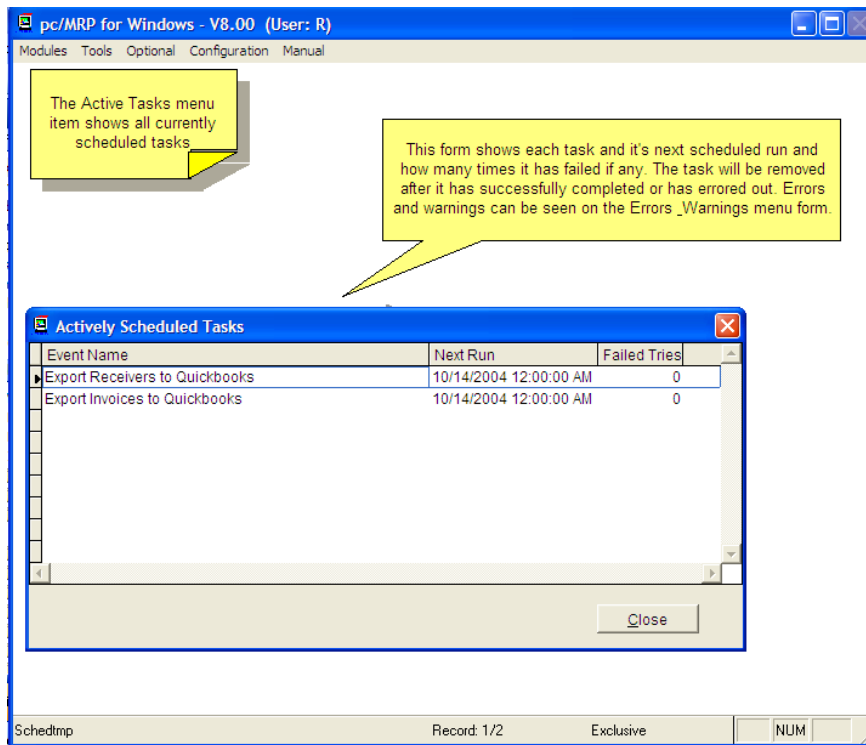 pc/MRP for Windows - V8.00 (User: R)
Modules Tools Optional Configuration Manual
The Active Tasks menu
item shows all currently
scheduled tasks
This form shows each task and it's next scheduled run and
how many times it has failed if any. The task will be removed
after it has successfully completed or has errored out. Errors
and warnings can be seen on the Errors _Warnings menu form.
Actively Scheduled Tasks
Event Name Next Run Failed Tries
Export Receivers to Quickbooks 10/14/2004 12:00:00 AM 0
Export Invoices to Quickbooks 10/14/2004 12:00:00 AM 0
Close
Schedtmp Record: 1/2 Exclusive NUM